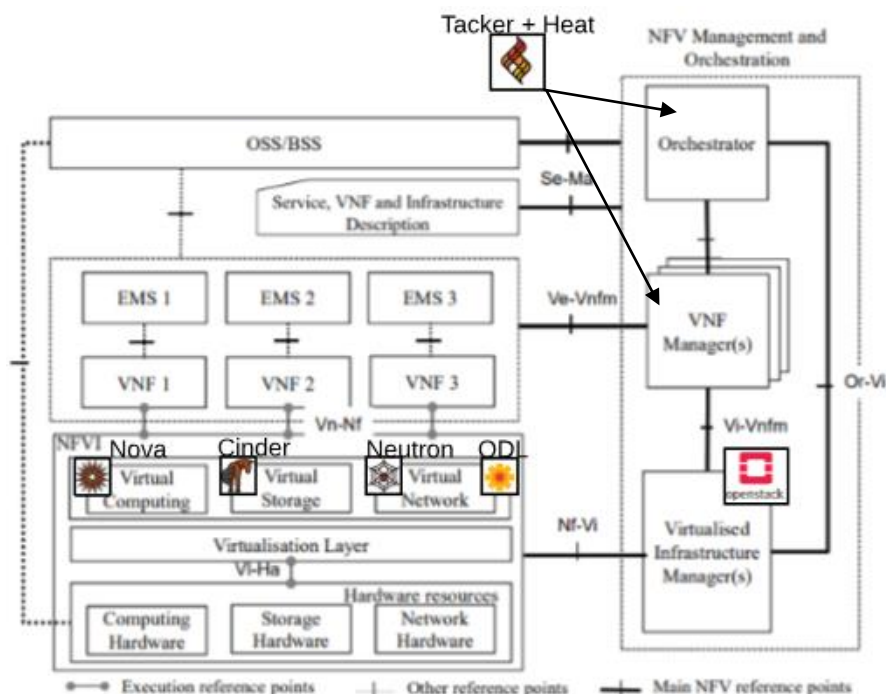 Tacker + Heat
NFV Management and
Orchestration
OSS/BSS
Orchestrator
Se-Ma
Service, VNF and Infrastructure
Description
EMS 1
EMS 2
EMS 3
Ve-Vnfm
VNF
Manager(s)
VNF 1
VNF 2
VNF 3
Or-Vi
Vn-Nf
Vi-Vnfm
NFVI
Nova
Cinder
Neutron
ODL
Virtual
Computing
Virtual
Storage
Virtual
Network
openstack
Nf-Vi
Virtualised
Infrastructure
Manager(s)
Virtualisation Layer
Vl-Ha
Hardware resources
Computing
Hardware
Storage
Hardware
Network
Hardware
Execution reference points
Other reference points
Main NFV reference points